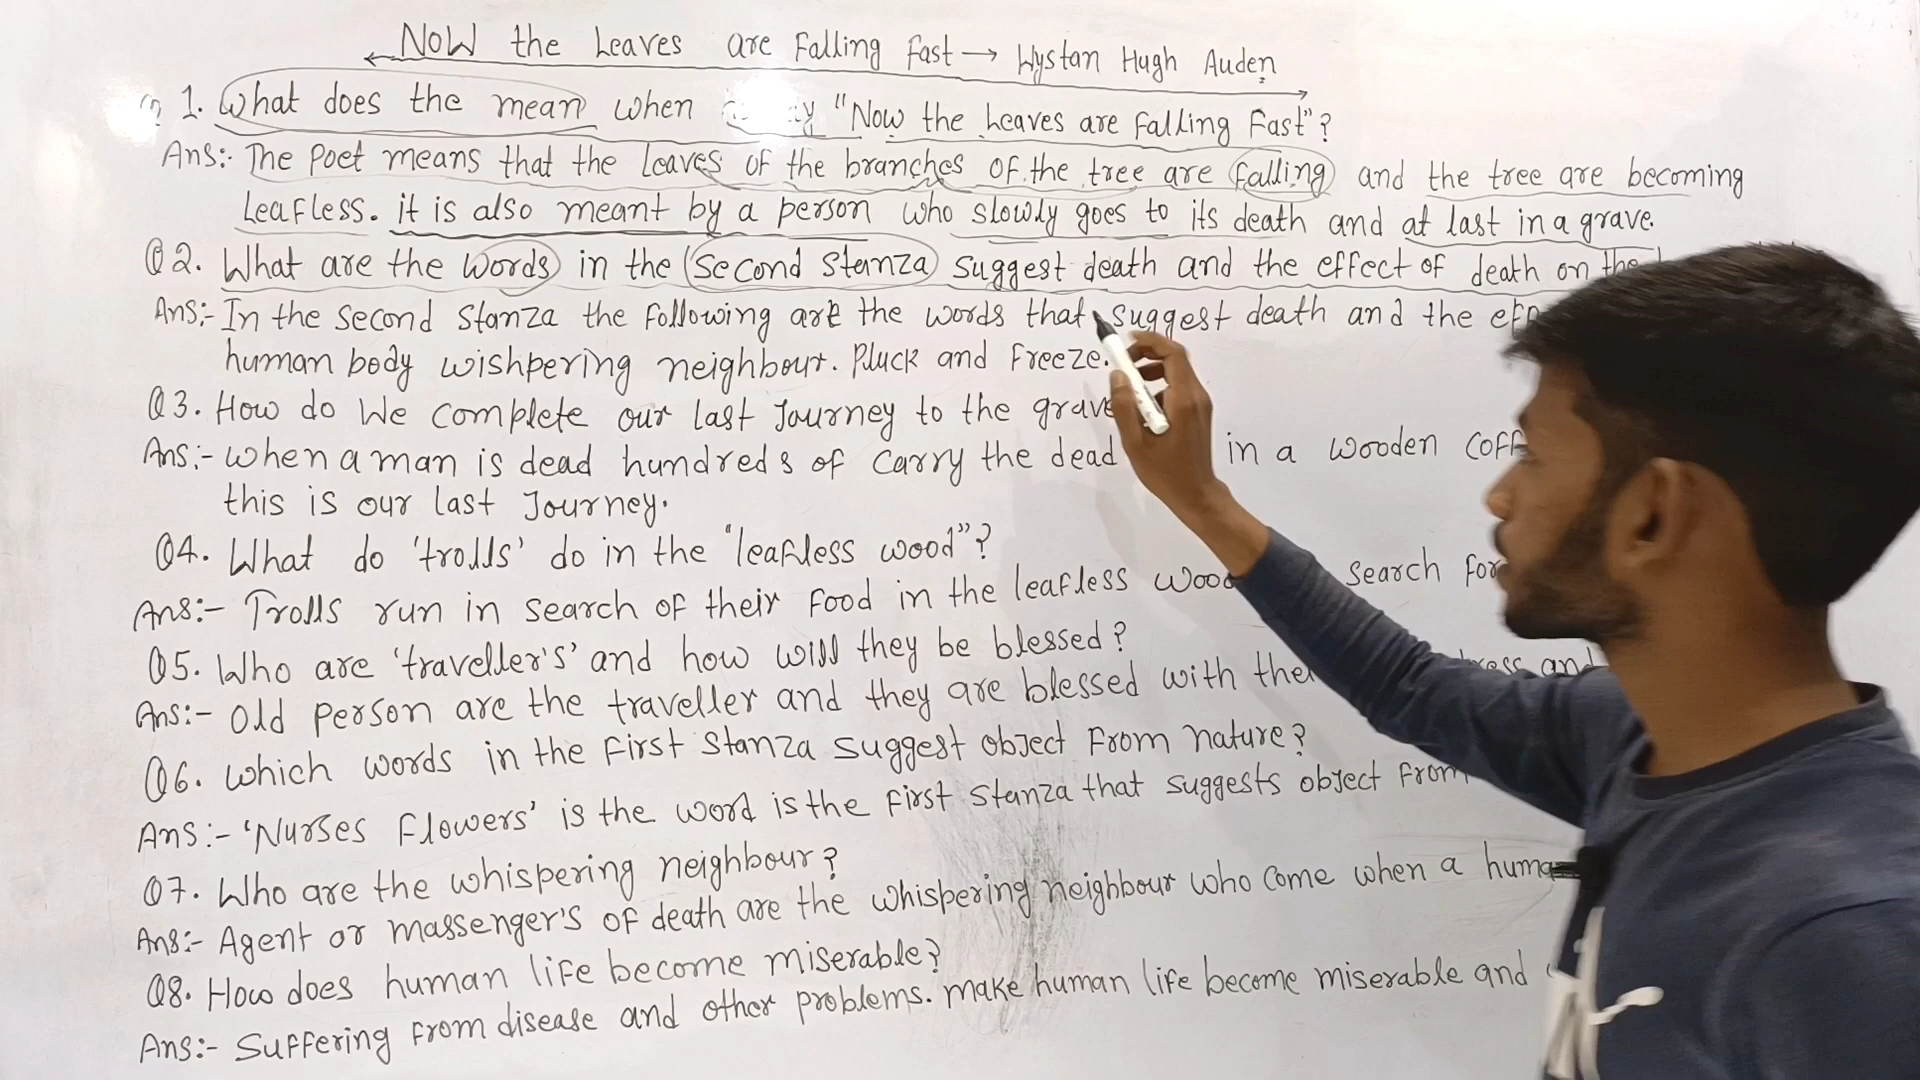 NOW the Leaves are Falling Fast → Wystan Hugh Auden
1. What does the mean when "Now the Leaves are Falling Fast"?
Ans:- The Poet means that the leaves of the branches of the tree are falling and the tree are becoming
Leafless. it is also meant by a person who slowly goes to its death and at last in a grave.
Q2. What are the words in the Second Stanza suggest death and the effect of death on the
Ans:- In the Second Stanza the following are the words that suggest death and the
human body wishpering neighbour. Pluck and Freeze.
Q3. How do We complete our last Journey to the grave
Ans:- when a man is dead hundreds of carry the dead in a wooden
this is our last Journey.
Q4. What do 'trolls' do in the "leafless wood"?
Ans:- Trolls run in search of their Food in the leafless search for
Q5. Who are 'traveller's' and how will they be blessed?
Ans:- Old person are the traveller and they are blessed with and
Q6. Which words in the First Stanza suggest object From nature?
Ans:- 'Nurses Flowers' is the word is the First Stanza that suggests object From
Q7. Who are the whispering neighbour?
Ans:- Agent or massenger's of death are the whispering neighbour who come when a
Q8. How does human life become miserable?
Ans:- Suffering From disease and other problems. make human life become miserable and